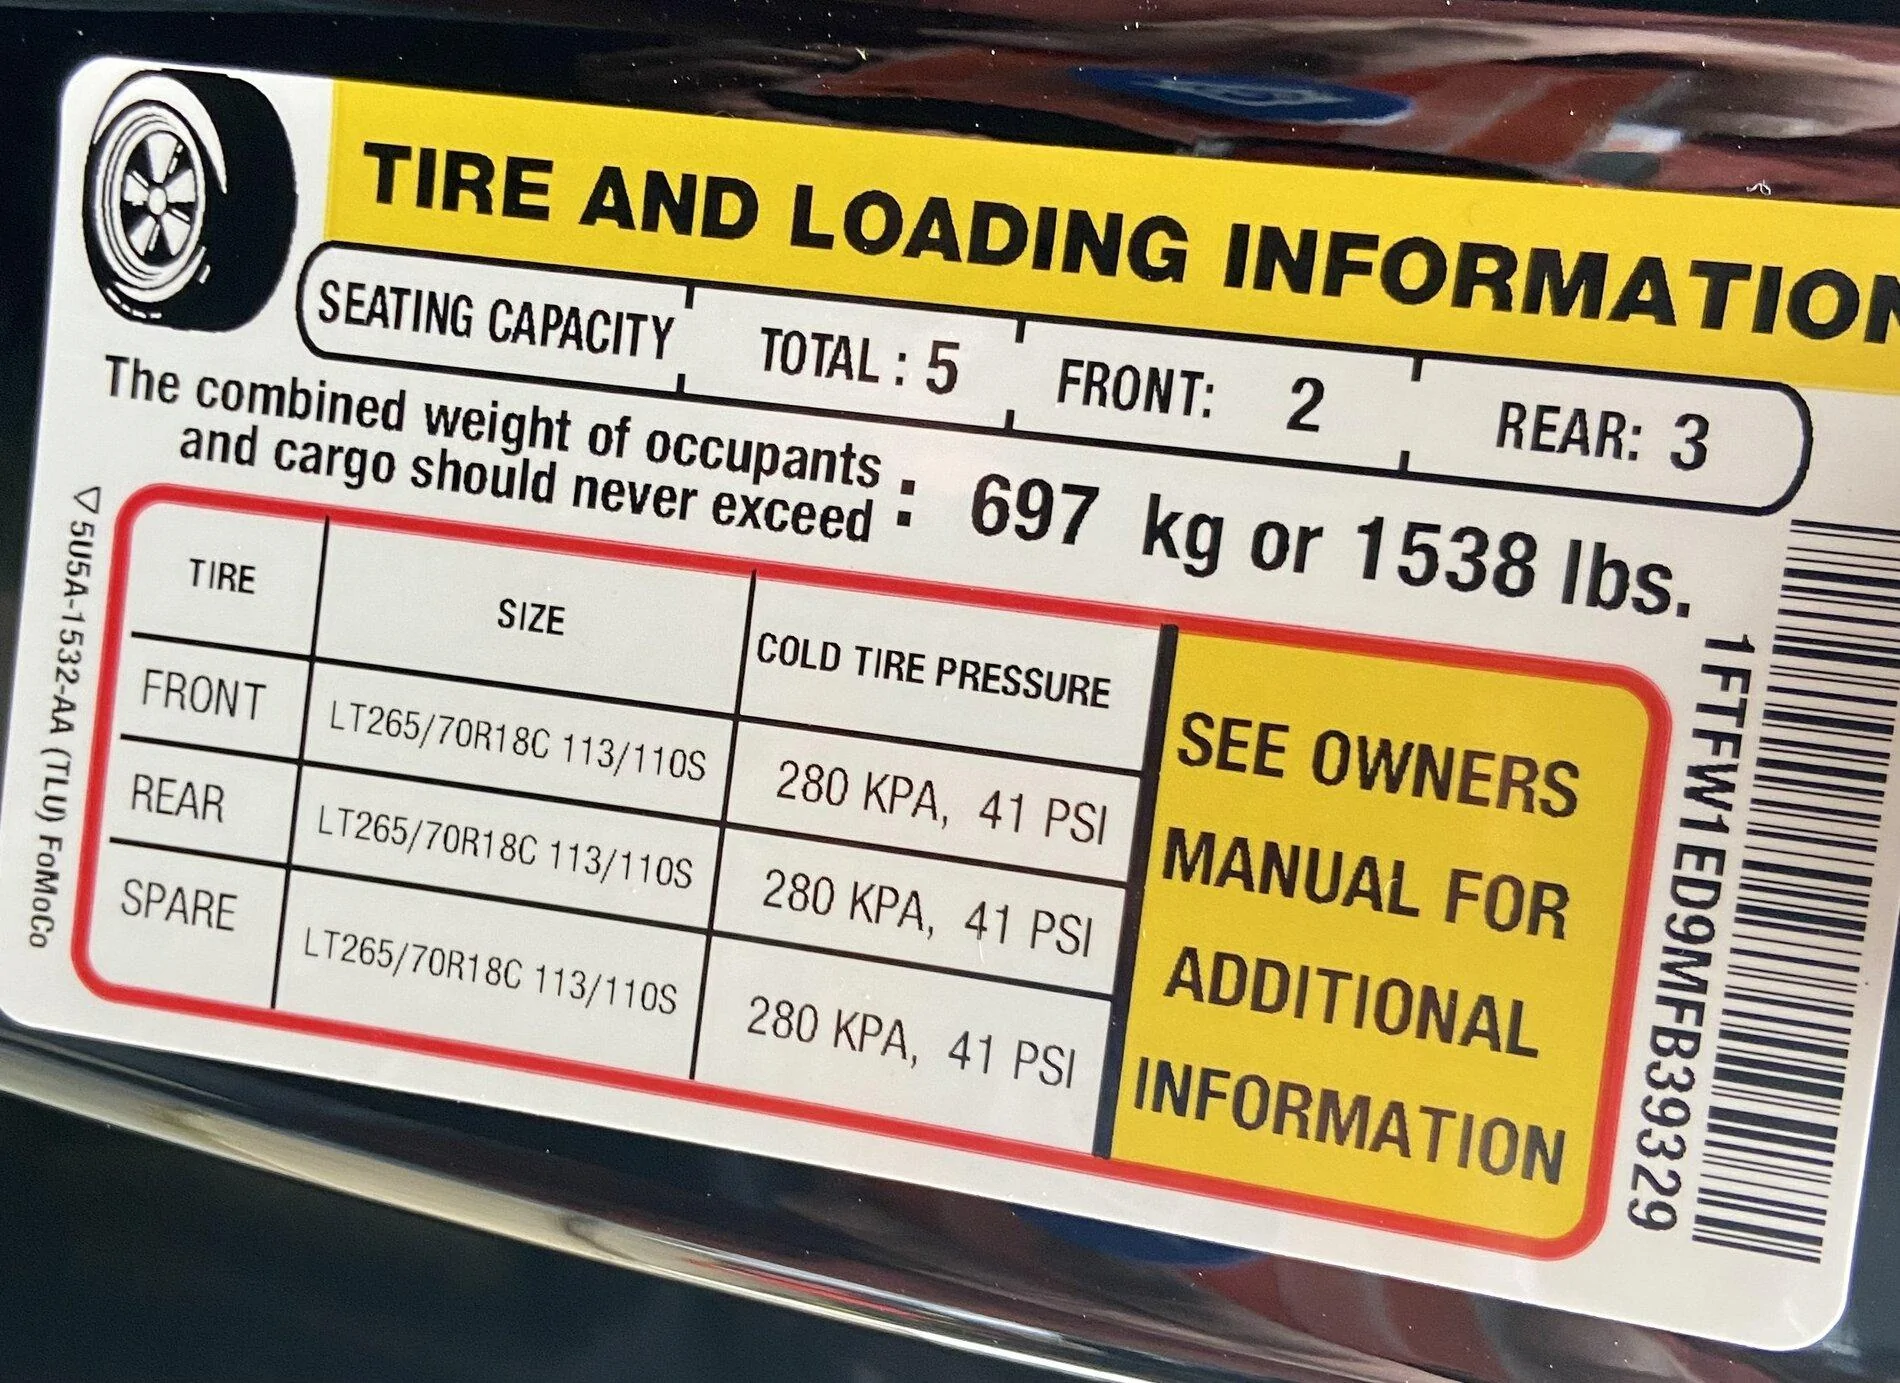 TIRE AND LOADING INFORMATION
SEATING CAPACITY TOTAL : 5 FRONT: 2 REAR: 3
The combined weight of occupants
and cargo should never exceed : 697 kg or 1538 lbs.
TIRE SIZE COLD TIRE PRESSURE
FRONT LT265/70R18C 113/110S 280 KPA, 41 PSI
REAR LT265/70R18C 113/110S 280 KPA, 41 PSI
SPARE LT265/70R18C 113/110S 280 KPA, 41 PSI
SEE OWNERS
MANUAL FOR
ADDITIONAL
INFORMATION
5U5A-1532-AA (TLU) FoMoCo
1FTFW1ED9MFB39329